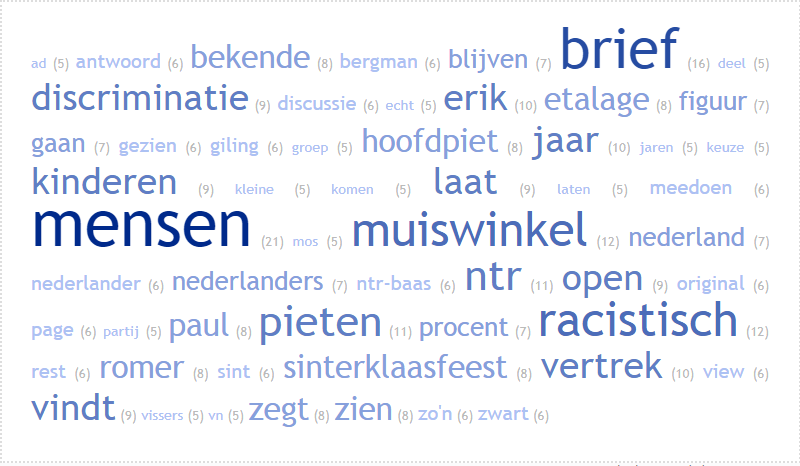 ad (5) antwoord (6) bekende (8) bergman (6) blijven (7) brief (16) deel (5)
discriminatie (9) discussie (6) echt (5) erik (10) etalage (8) figuur (7)
gaan (7) gezien (6) giling (6) groep (5) hoofdpiet (8) jaar (10) jaren (5) keuze (5)
kinderen (9) kleine (5) komen (5) laat (9) laten (5) meedoen (6)
mensen (21) mos (5) muiswinkel (12) nederland (7)
nederlander (6) nederlanders (7) ntr-baas (6) ntr (11) open (9) original (6)
page (6) partij (5) paul (8) pieten (11) procent (7) racistisch (12)
rest (6) romer (8) sint (6) sinterklaasfeest (8) vertrek (10) view (6)
vindt (9) vissers (5) vn (5) zegt (8) zien (8) zo'n (6) zwart (6)